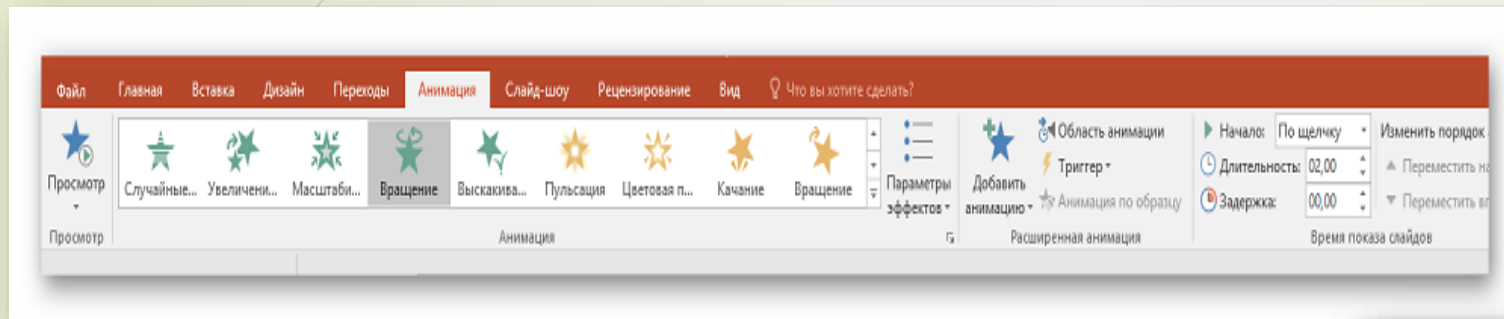 Файл Главная Вставка Дизайн Переходы Анимация Слайд-шоу Рецензирование Вид Что вы хотите сделать?
Просмотр
Случайные... Увеличени... Масштаби... Вращение Выскакива... Пульсация Цветовая п... Качание Вращение
Параметры
эффектов
Добавить
анимацию
Область анимации
Триггер
Анимация по образцу
Начало: По щелчку
Длительность: 02,00
Задержка: 00,00
Изменить порядок
Переместить на
Переместить вп
Просмотр Анимация Расширенная анимация Время показа слайдов